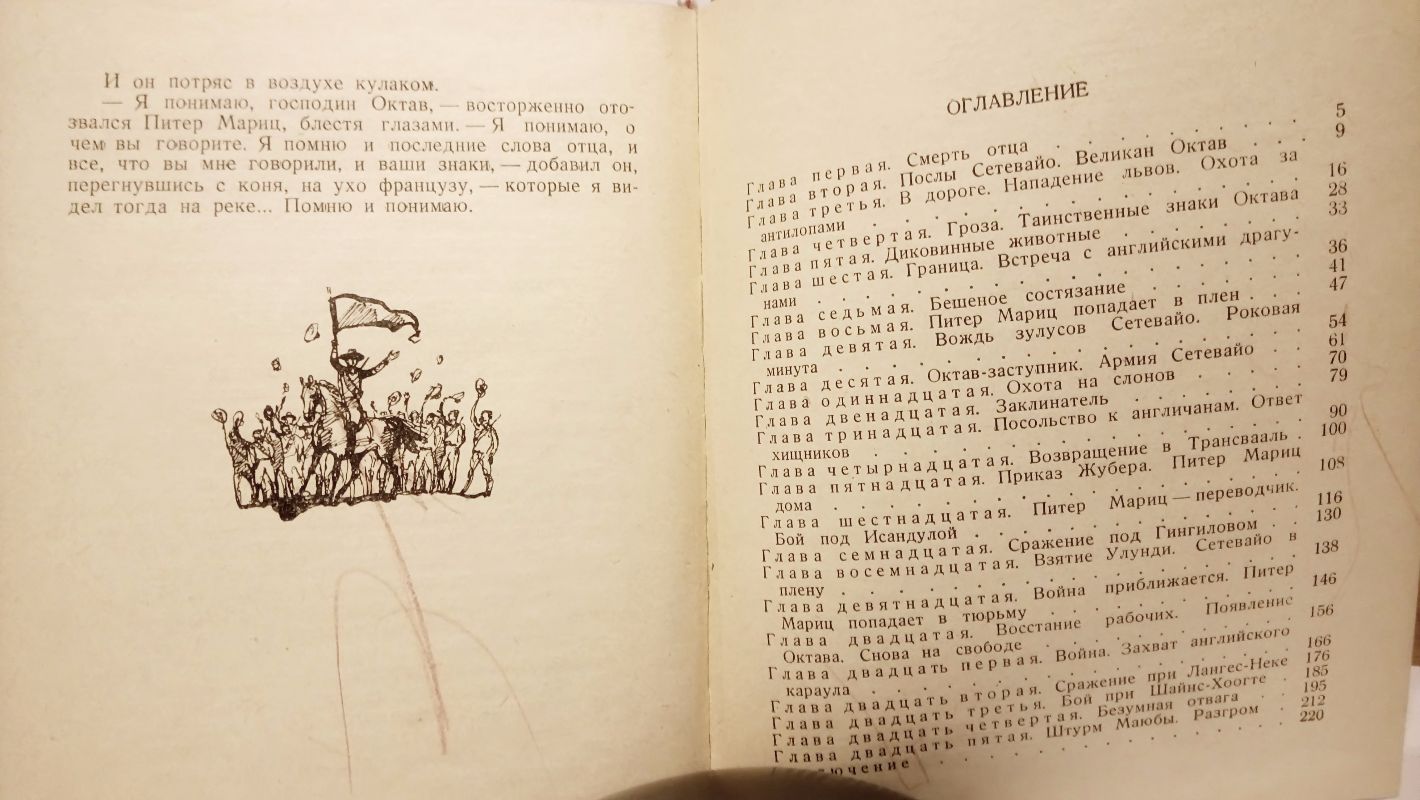 И он потряс в воздухе кулаком.
— Я понимаю, господин Октав, — восторженно ото-
звался Питер Мариц, блестя глазами. — Я понимаю, о
чем вы говорите. Я помню и последние слова отца, и
все, что вы мне говорили, и ваши знаки, — добавил он,
перегнувшись с коня, на ухо французу, — которые я ви-
дел тогда на реке... Помню и понимаю.
ОГЛАВЛЕНИЕ
Глава первая. Смерть отца . . . . . . . . 5
Глава вторая. Послы Сетевайо. Великан Октав . . . 9
Глава третья. В дороге. Нападение львов. Охота за
антилопами . . . . . . . . . . . . 16
Глава четвертая. Гроза. Таинственные знаки Октава 28
Глава пятая. Диковинные животные . . . . . . 33
Глава шестая. Граница. Встреча с английскими драгу-
нами . . . . . . . . . . . . . . 36
Глава седьмая. Бешеное состязание . . . . . . 41
Глава восьмая. Питер Мариц попадает в плен . . . 47
Глава девятая. Вождь зулусов Сетевайо. Роковая
минута . . . . . . . . . . . . . . 54
Глава десятая. Октав-заступник. Армия Сетевайо . . 61
Глава одиннадцатая. Охота на слонов . . . . . 70
Глава двенадцатая. Заклинатель . . . . . . . 79
Глава тринадцатая. Посольство к англичанам. Ответ
хищников . . . . . . . . . . . . . 90
Глава четырнадцатая. Возвращение в Трансвааль . 100
Глава пятнадцатая. Приказ Жубера. Питер Мариц
дома . . . . . . . . . . . . . . 108
Глава шестнадцатая. Питер Мариц — переводчик.
Бой под Исандулой . . . . . . . . . . 116
Глава семнадцатая. Сражение под Гингиловом . . 130
Глава восемнадцатая. Взятие Улунди. Сетевайо в
плену . . . . . . . . . . . . . . 138
Глава девятнадцатая. Война приближается. Питер
Мариц попадает в тюрьму . . . . . . . . 146
Глава двадцатая. Восстание рабочих. Появление
Октава. Снова на свободе . . . . . . . . 156
Глава двадцать первая. Война. Захват английского
караула . . . . . . . . . . . . . 166
Глава двадцать вторая. Сражение при Лангес-Неке 176
Глава двадцать третья. Бой при Шайнс-Хоогте . 185
Глава двадцать четвертая. Безумная отвага . . 195
Глава двадцать пятая. Штурм Маюбы. Разгром . 212
220